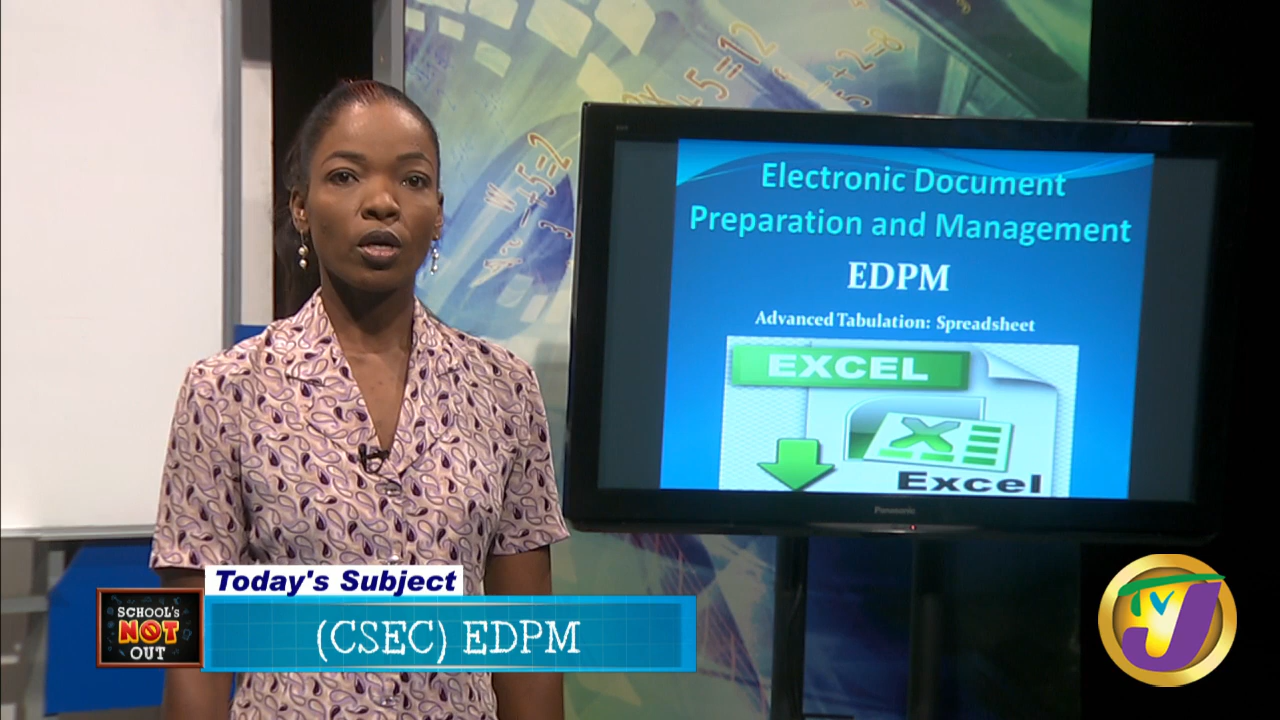 Electronic Document
Preparation and Management
EDPM
Advanced Tabulation: Spreadsheet
EXCEL
Excel
Panasonic
Today's Subject
(CSEC) EDPM
SCHOOL's
NOT
OUT
TVJ